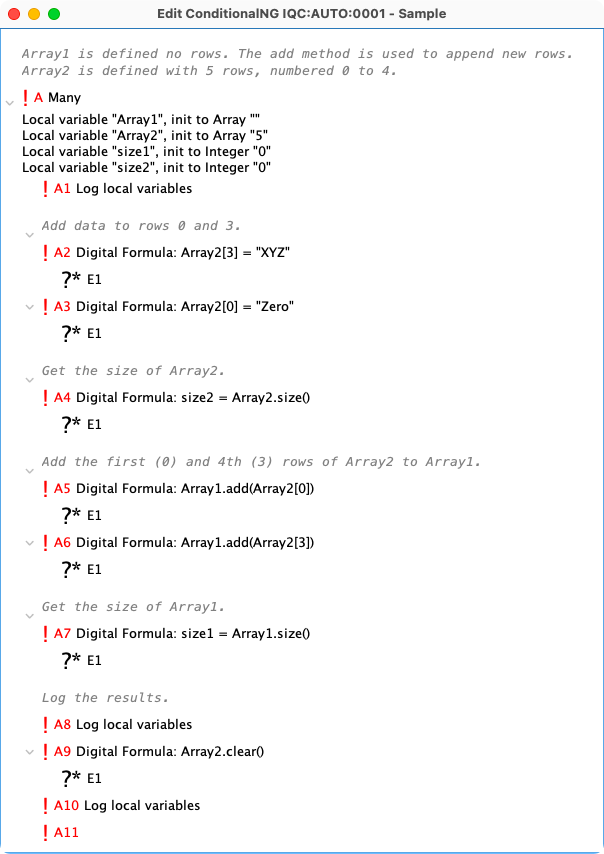 Edit ConditionalNG IQC:AUTO:0001 - Sample
Array1 is defined no rows. The add method is used to append new rows.
Array2 is defined with 5 rows, numbered 0 to 4.
! A Many
Local variable "Array1", init to Array ""
Local variable "Array2", init to Array "5"
Local variable "size1", init to Integer "0"
Local variable "size2", init to Integer "0"
! A1 Log local variables
Add data to rows 0 and 3.
! A2 Digital Formula: Array2[3] = "XYZ"
?* E1
! A3 Digital Formula: Array2[0] = "Zero"
?* E1
Get the size of Array2.
! A4 Digital Formula: size2 = Array2.size()
?* E1
Add the first (0) and 4th (3) rows of Array2 to Array1.
! A5 Digital Formula: Array1.add(Array2[0])
?* E1
! A6 Digital Formula: Array1.add(Array2[3])
?* E1
Get the size of Array1.
! A7 Digital Formula: size1 = Array1.size()
?* E1
Log the results.
! A8 Log local variables
! A9 Digital Formula: Array2.clear()
?* E1
! A10 Log local variables
! A11